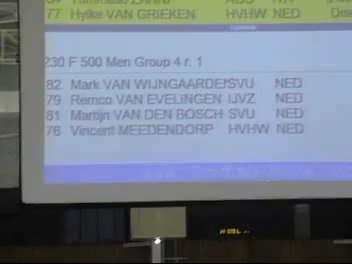 77 Hylke VAN GRIEKEN HVHW NED
230 F 500 Men Group 4 r. 1
82 Mark VAN WIJNGAARDEN SVU NED
79 Remco VAN EVELINGEN IJVZ NED
81 Martijn VAN DEN BOSCH SVU NED
76 Vincent MEEDENDORP HVHW NED